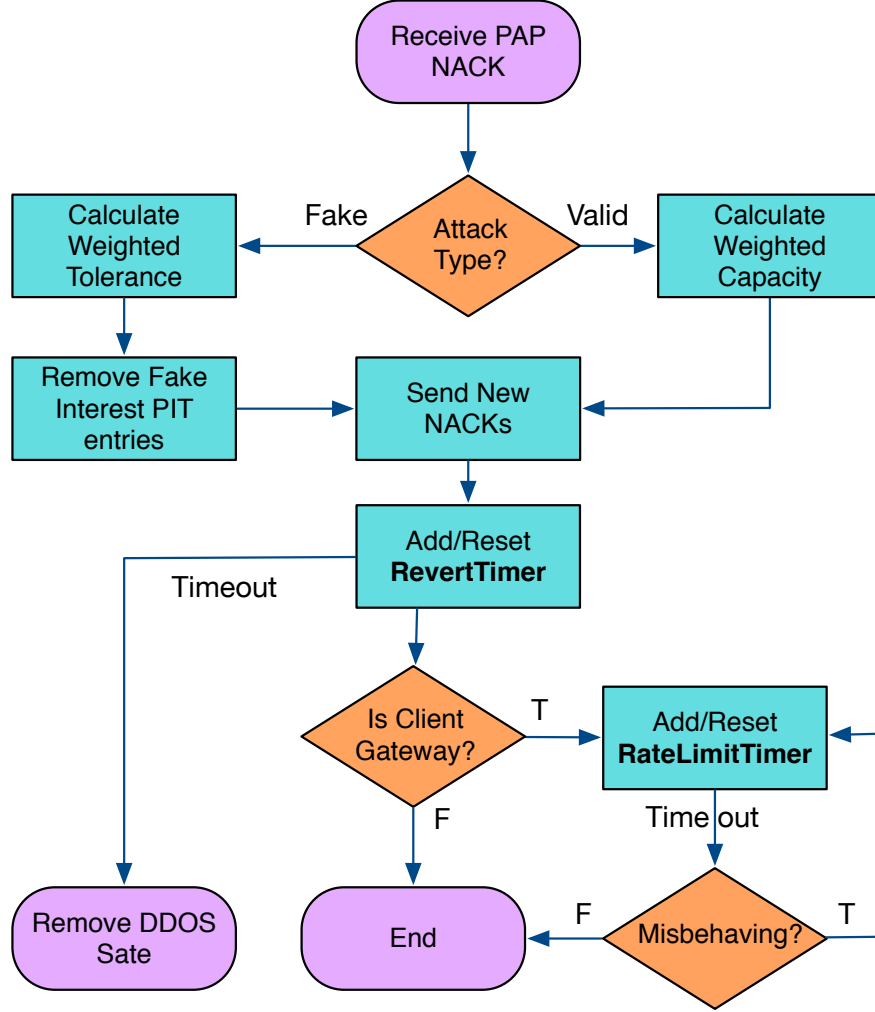 Receive PAP
NACK
Fake
Attack
Type?
Valid
Calculate
Weighted
Tolerance
Calculate
Weighted
Capacity
Remove Fake
Interest PIT
entries
Send New
NACKs
Add/Reset
RevertTimer
Timeout
Is Client
Gateway?
T
Add/Reset
RateLimitTimer
F
Time out
Remove DDOS
Sate
End
F
Misbehaving?
T